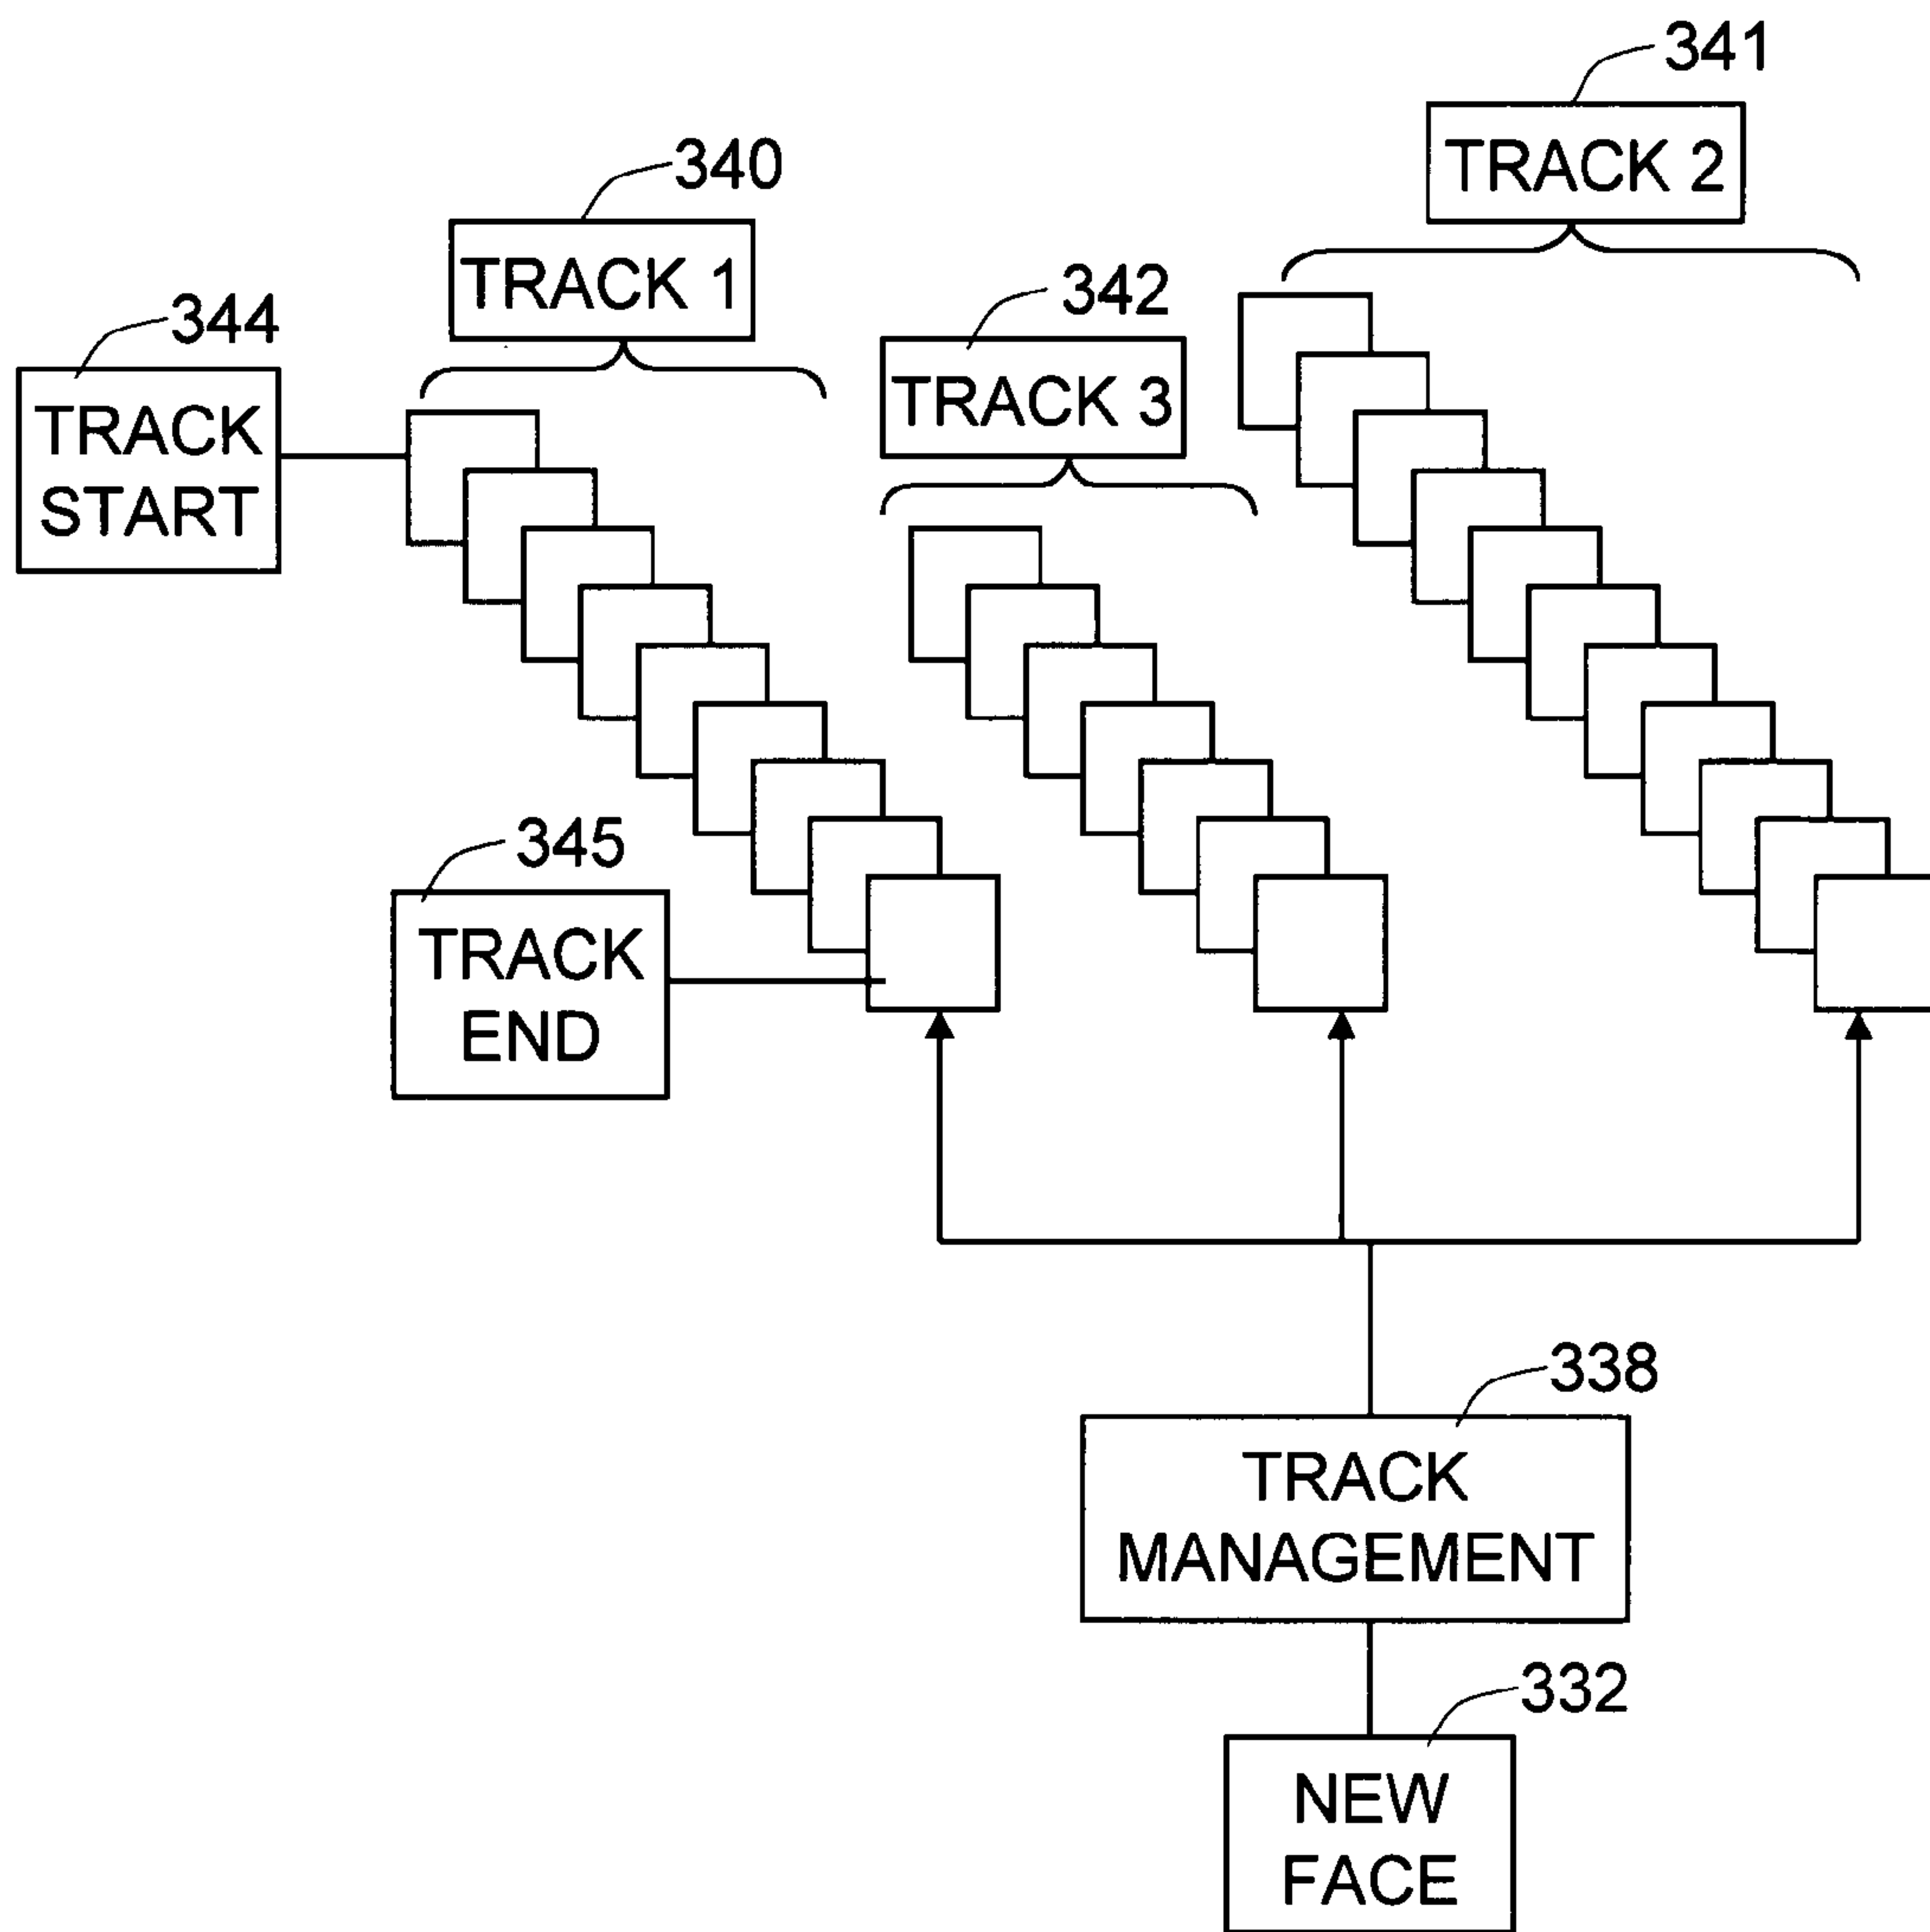 341
TRACK 2
340
TRACK 1
342
TRACK 3
344
TRACK
START
345
TRACK
END
338
TRACK
MANAGEMENT
332
NEW
FACE